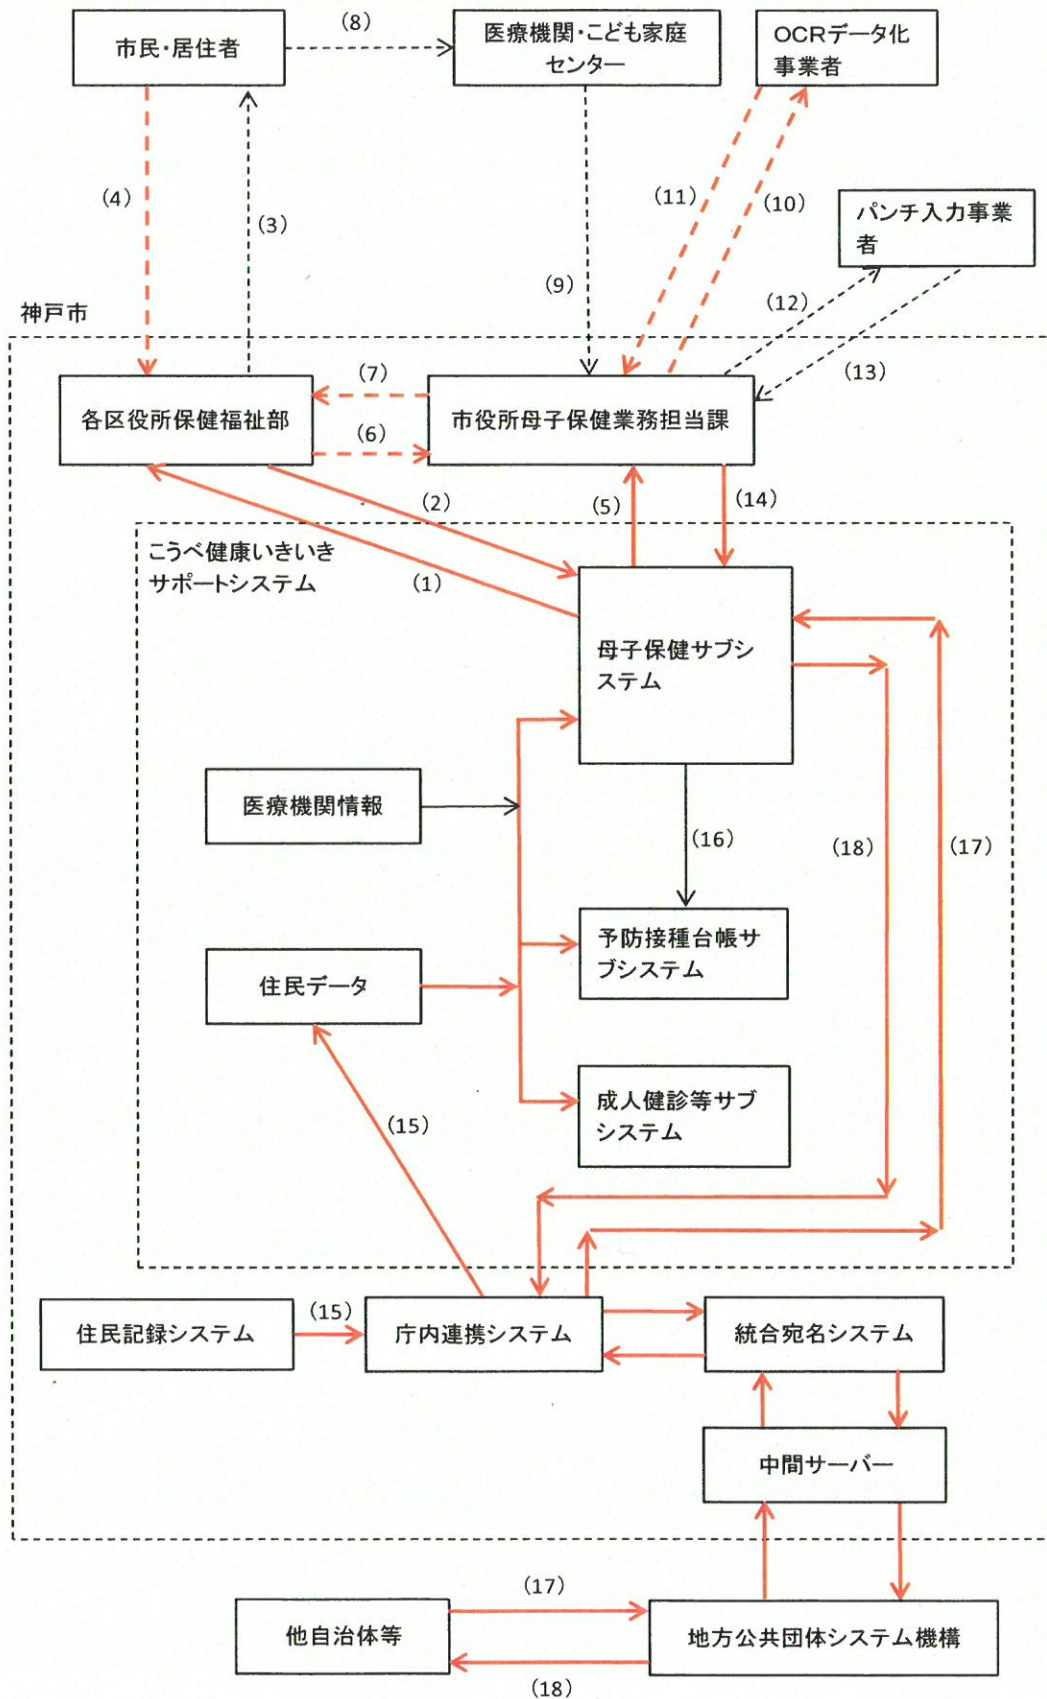 市民・居住者
(8)
医療機関・こども家庭
センター
OCRデータ化
事業者
(4)
(3)
(9)
(11)
(10)
パンチ入力事業
者
(12)
(13)
神戸市
各区役所保健福祉部
(7)
(6)
市役所母子保健業務担当課
(2)
(1)
(5)
(14)
こうべ健康いきいき
サポートシステム
母子保健サブシ
ステム
医療機関情報
(16)
(18)
(17)
予防接種台帳サ
ブシステム
住民データ
成人健診等サブ
システム
(15)
住民記録システム
(15)
庁内連携システム
統合宛名システム
中間サーバー
他自治体等
(17)
(18)
地方公共団体システム機構